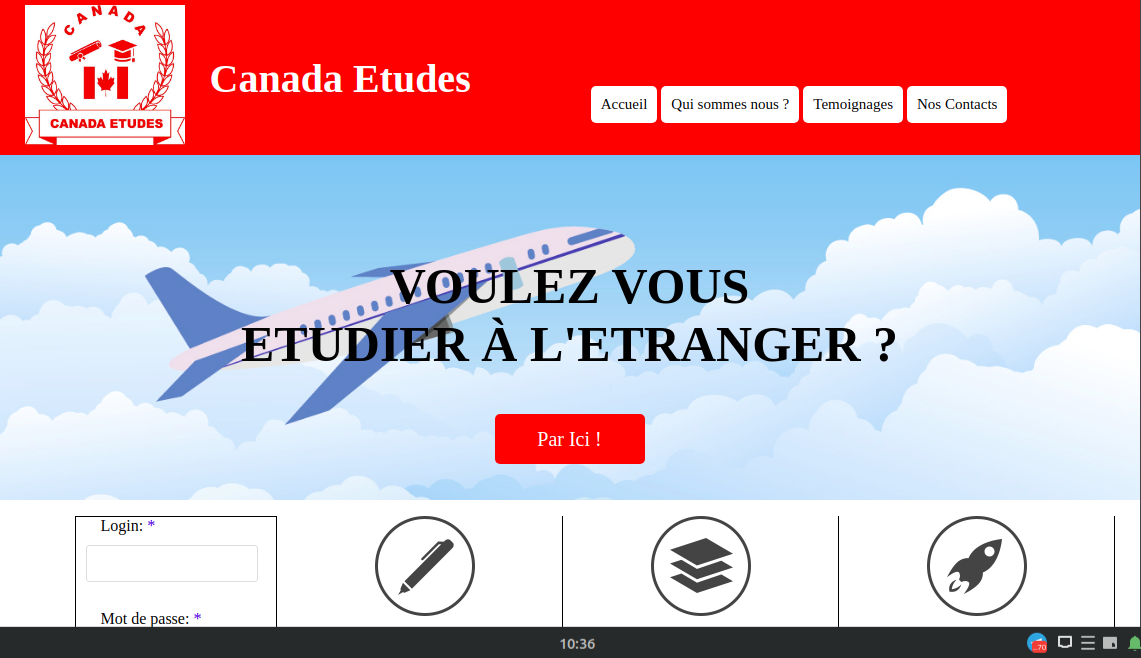 CANADA
CANADA ETUDES
Canada Etudes
Accueil
Qui sommes nous ?
Temoignages
Nos Contacts
VOULEZ VOUS
ETUDIER À L'ETRANGER ?
Par Ici !
Login: *
Mot de passe: *
10:36
..70